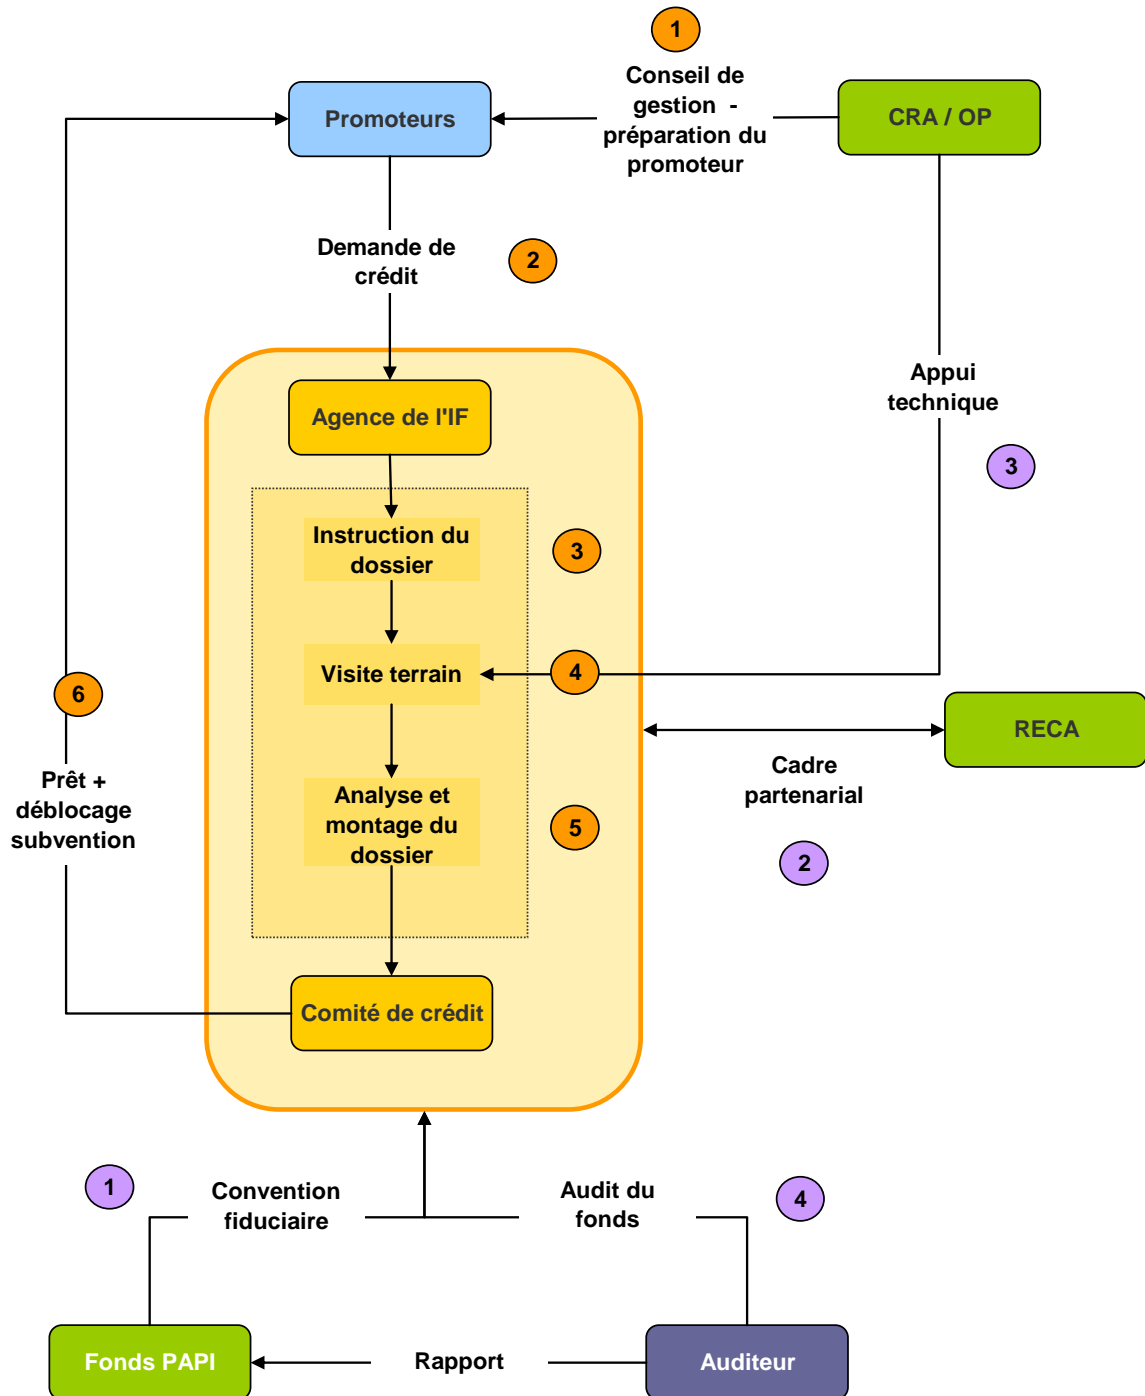 1
Conseil de
gestion -
préparation du
promoteur
Promoteurs
CRA / OP
Demande de
crédit
2
Appui
technique
3
Agence de l'IF
Instruction du
dossier
3
Visite terrain
4
6
RECA
Prêt +
déblocage
subvention
Cadre
partenarial
2
Analyse et
montage du
dossier
5
Comité de crédit
1
Convention
fiduciaire
Audit du
fonds
4
Fonds PAPI
Rapport
Auditeur